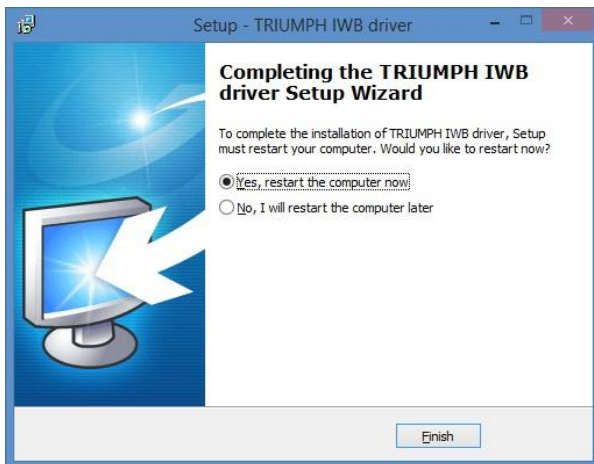 Setup - TRIUMPH IWB driver
Completing the TRIUMPH IWB
driver Setup Wizard
To complete the installation of TRIUMPH IWB driver, Setup
must restart your computer. Would you like to restart now?
Yes, restart the computer now
No, I will restart the computer later
Finish